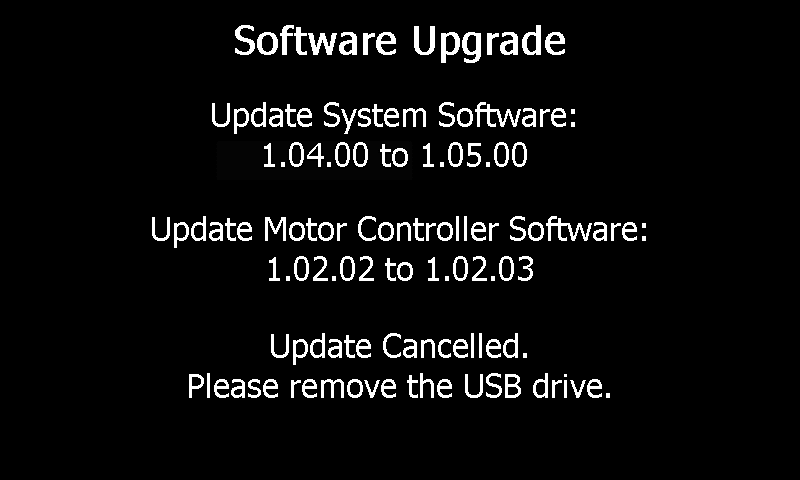 Software Upgrade
Update System Software:
1.04.00 to 1.05.00
Update Motor Controller Software:
1.02.02 to 1.02.03
Update Cancelled.
Please remove the USB drive.